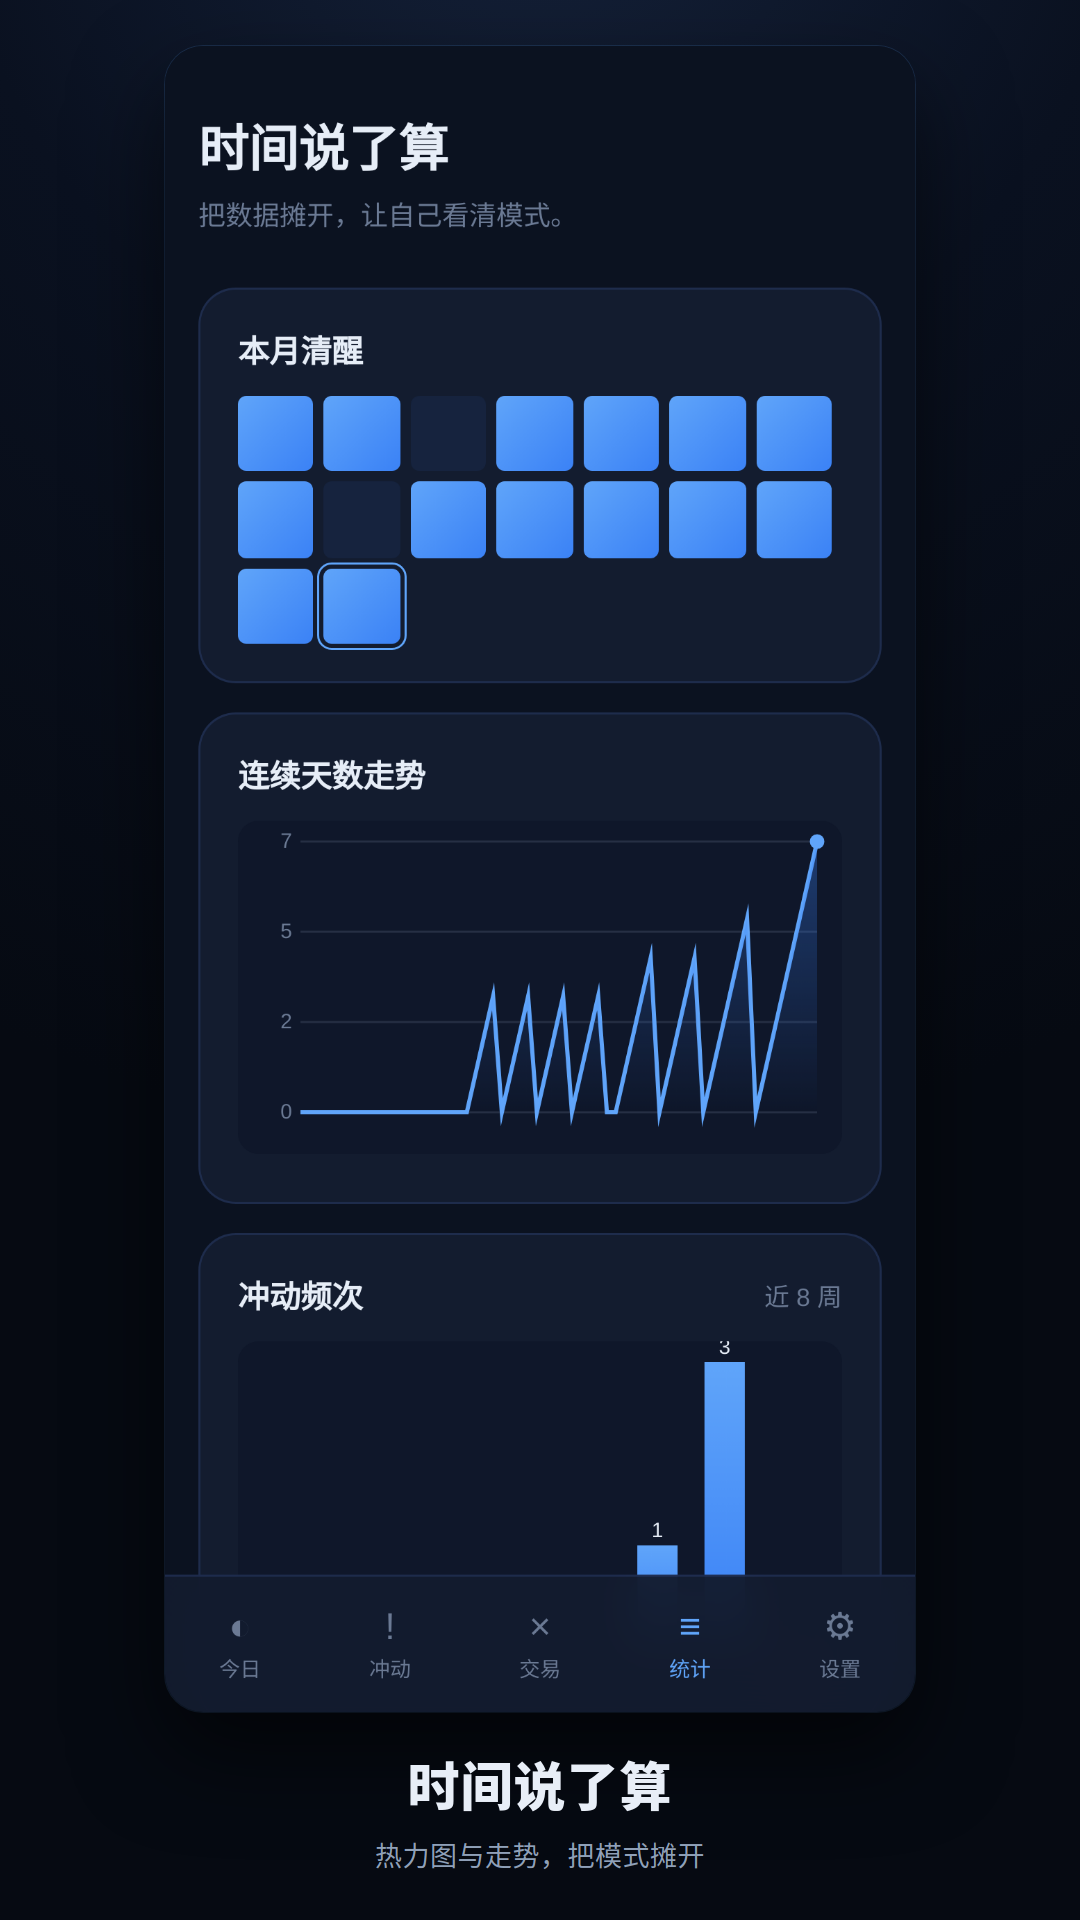 时间说了算
把数据摊开，让自己看清模式。
本月清醒
连续天数走势
7
5
2
0
冲动频次
近 8 周
3
1
今日
冲动
交易
统计
设置
时间说了算
热力图与走势，把模式摊开